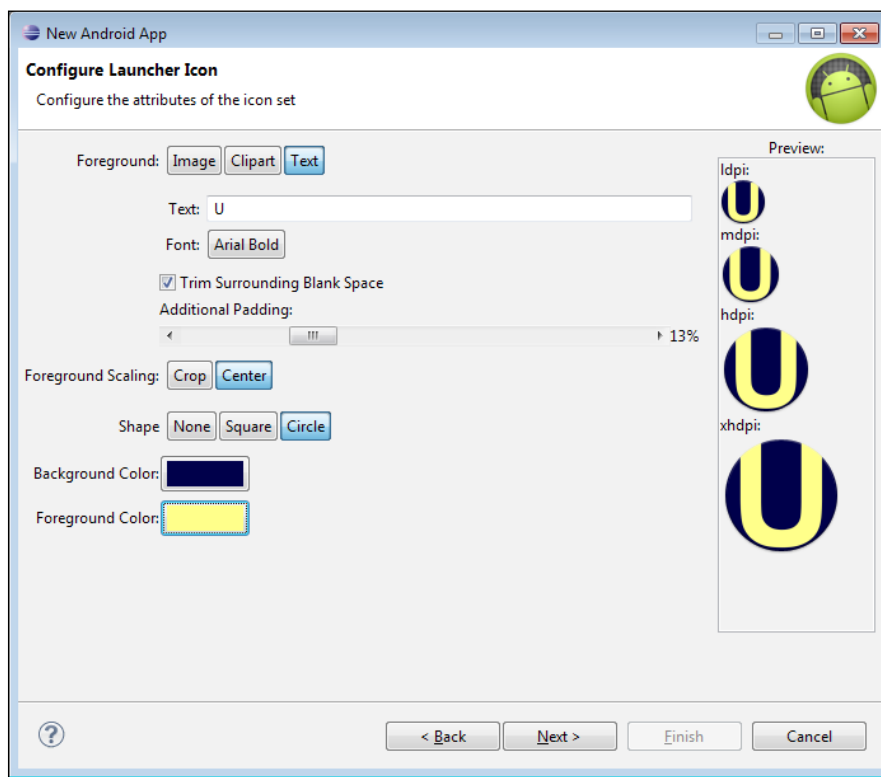 New Android App
Configure Launcher Icon
Configure the attributes of the icon set
Foreground: Image Clipart Text
Text: U
Font: Arial Bold
Trim Surrounding Blank Space
Additional Padding:
13%
Foreground Scaling: Crop Center
Shape None Square Circle
Background Color:
Foreground Color:
Preview:
ldpi:
U
mdpi:
U
hdpi:
U
xhdpi:
U
? < Back Next > Finish Cancel